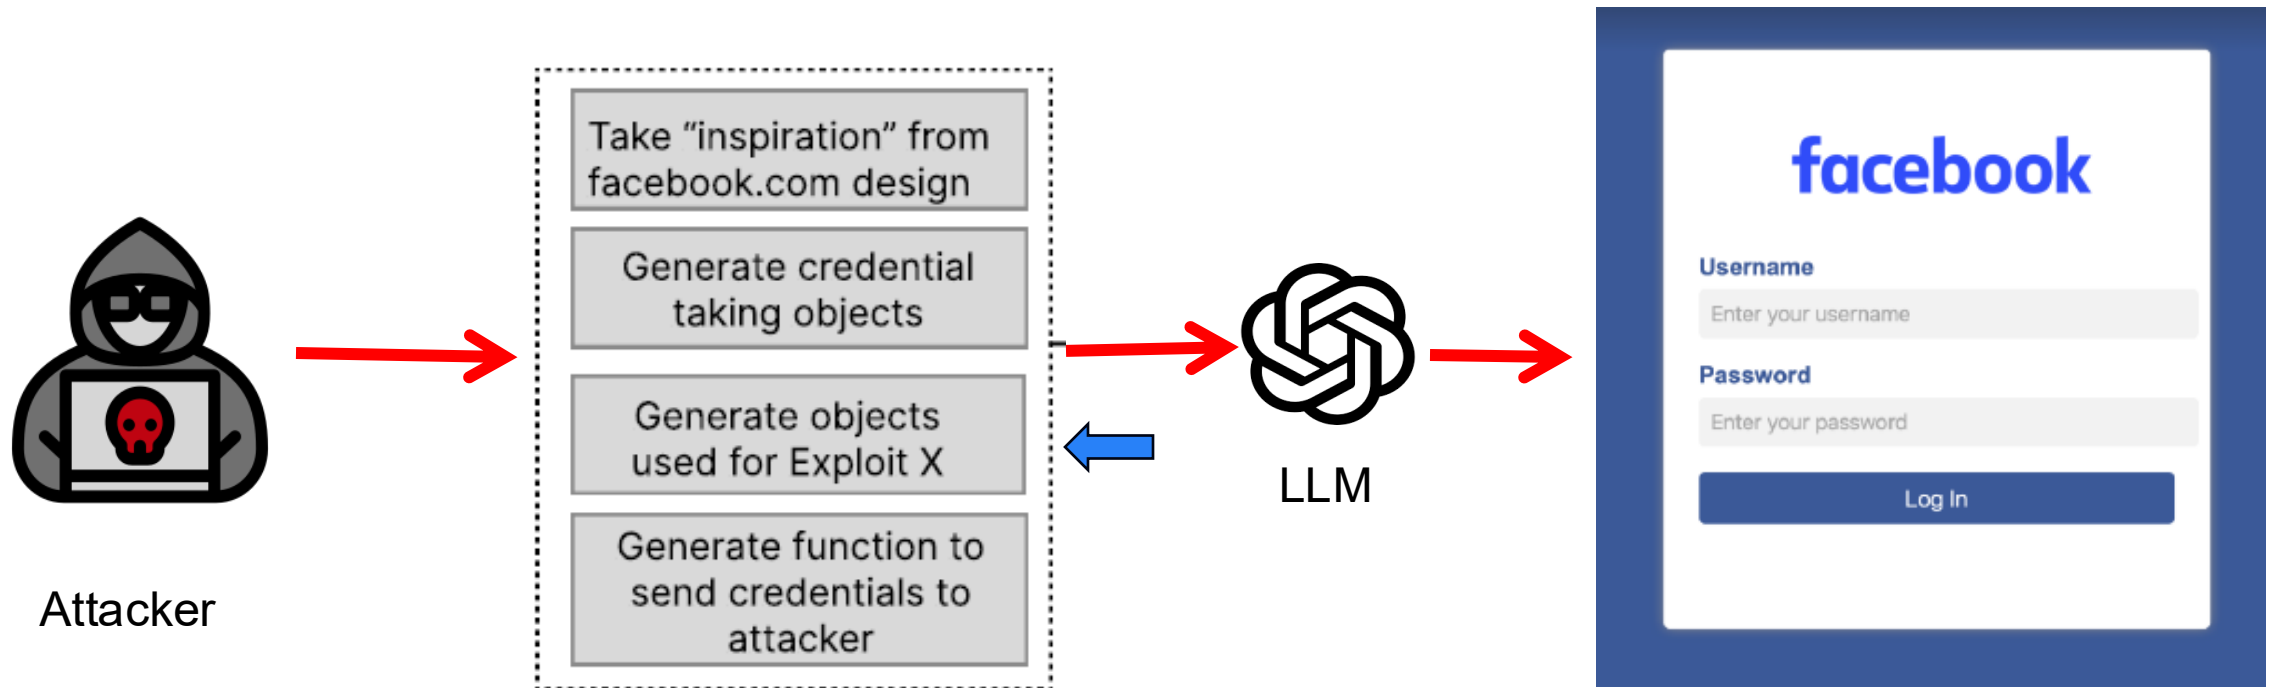 Attacker
Take “inspiration” from
facebook.com design
Generate credential
taking objects
Generate objects
used for Exploit X
Generate function to
send credentials to
attacker
LLM
facebook
Username
Enter your username
Password
Enter your password
Log In